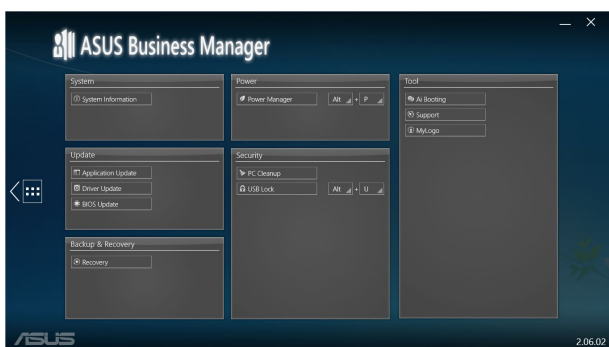 ASUS Business Manager
System
System Information
Power
Power Manager
Alt + P
Tool
Ai Booting
Support
MyLogo
Update
Application Update
Driver Update
BIOS Update
Security
PC Cleanup
USB Lock
Alt + U
Backup & Recovery
Recovery
ASUS
2.06.02